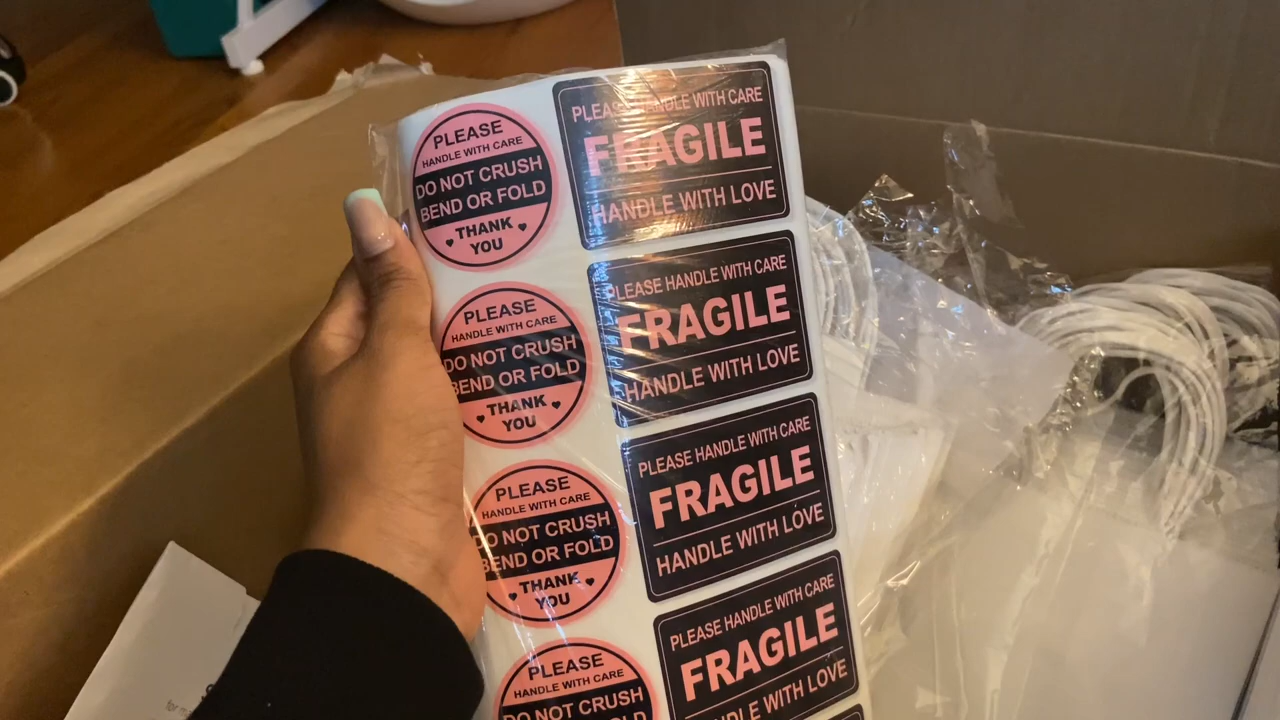 PLEASE
HANDLE WITH CARE
DO NOT CRUSH
BEND OR FOLD
THANK
YOU
PLEASE HANDLE WITH CARE
FRAGILE
HANDLE WITH LOVE
PLEASE
HANDLE WITH CARE
DO NOT CRUSH
BEND OR FOLD
THANK
YOU
PLEASE HANDLE WITH CARE
FRAGILE
HANDLE WITH LOVE
PLEASE
HANDLE WITH CARE
DO NOT CRUSH
BEND OR FOLD
THANK
YOU
PLEASE HANDLE WITH CARE
FRAGILE
HANDLE WITH LOVE
PLEASE
HANDLE WITH CARE
DO NOT CRUSH
PLEASE HANDLE WITH CARE
FRAGILE
HANDLE WITH LOVE